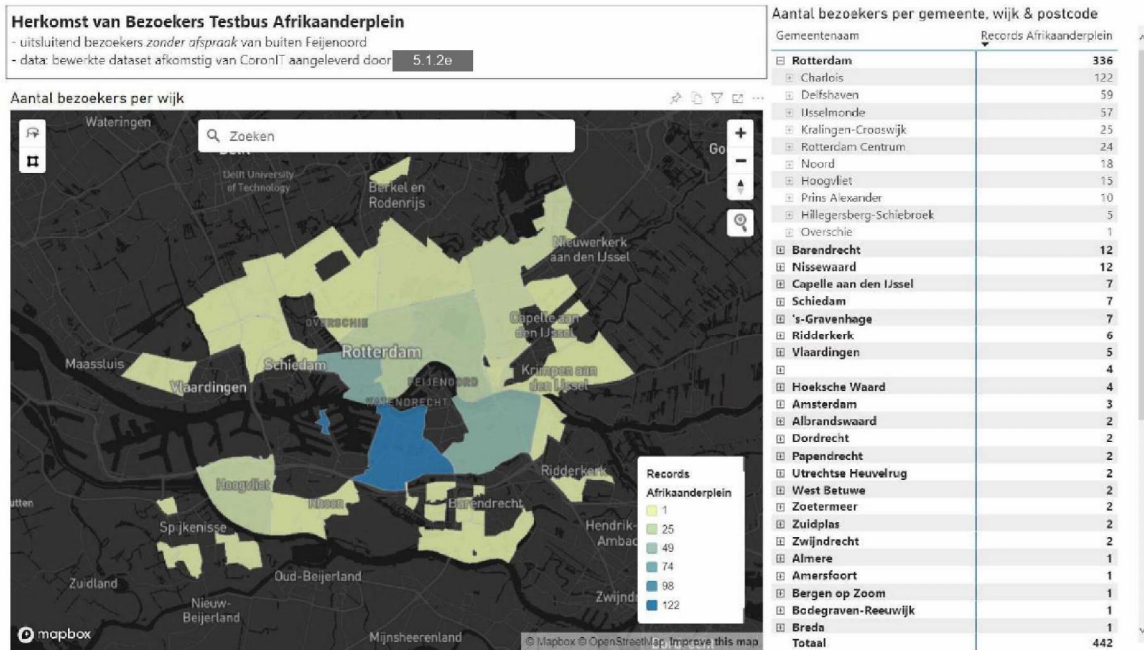 Herkomst van Bezoekers Testbus Afrikaanderplein
- uitsluitend bezoekers zonder afspraak van buiten Feijenoord
- data: bewerkte dataset afkomstig van CoronIT aangeleverd door 5.1.2e
Aantal bezoekers per wijk
Zoeken
Wateringen
Delft University
of Technology
Berkel en
Rodenrijs
Nieuwerkerk
aan den IJssel
OVERSCHIE
Capelle aan
den IJssel
Rotterdam
Maassluis
Schiedam
Vlaardingen
FEIJENOORD
Krimpen aan
den IJssel
KATENDRECHT
Hoogvliet
Rhoon
Barendrecht
Ridderkerk
Spijkenisse
Hendrik-
Ambac
Zuidland
Oud-Beijerland
Nieuw-
Beijerland
Zwijnd
Mijnsheerenland
Records
Afrikaanderplein
1
25
49
74
98
122
mapbox
© Mapbox © OpenStreetMap Improve this map
Aantal bezoekers per gemeente, wijk & postcode
Gemeentenaam Records Afrikaanderplein
Rotterdam 336
Charlois 122
Delfshaven 59
IJsselmonde 57
Kralingen-Crooswijk 25
Rotterdam Centrum 24
Noord 18
Hoogvliet 15
Prins Alexander 10
Hillegersberg-Schiebroek 5
Overschie 1
Barendrecht 12
Nissewaard 12
Capelle aan den IJssel 7
Schiedam 7
's-Gravenhage 7
Ridderkerk 6
Vlaardingen 5
4
Hoeksche Waard 4
Amsterdam 3
Albrandswaard 2
Dordrecht 2
Papendrecht 2
Utrechtse Heuvelrug 2
West Betuwe 2
Zoetermeer 2
Zuidplas 2
Zwijndrecht 2
Almere 1
Amersfoort 1
Bergen op Zoom 1
Bodegraven-Reeuwijk 1
Breda 1
Totaal 442